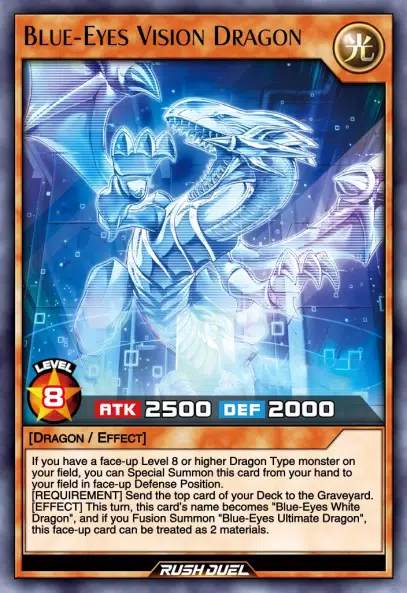 Blue-Eyes Vision Dragon
光
LEVEL
8
ATK 2500 DEF 2000
[Dragon / Effect]
If you have a face-up Level 8 or higher Dragon Type monster on
your field, you can Special Summon this card from your hand to
your field in face-up Defense Position.
[REQUIREMENT] Send the top card of your Deck to the Graveyard.
[EFFECT] This turn, this card's name becomes "Blue-Eyes White
Dragon", and if you Fusion Summon "Blue-Eyes Ultimate Dragon",
this face-up card can be treated as 2 materials.
RUSH DUEL